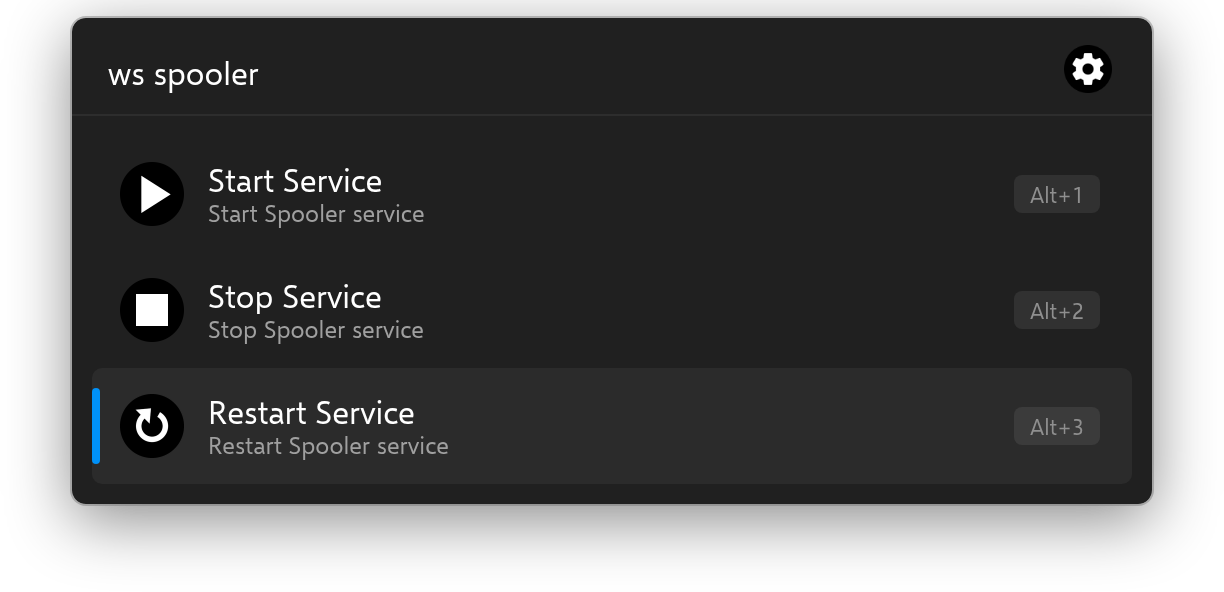 ws spooler
Start Service
Start Spooler service
Alt+1
Stop Service
Stop Spooler service
Alt+2
Restart Service
Restart Spooler service
Alt+3